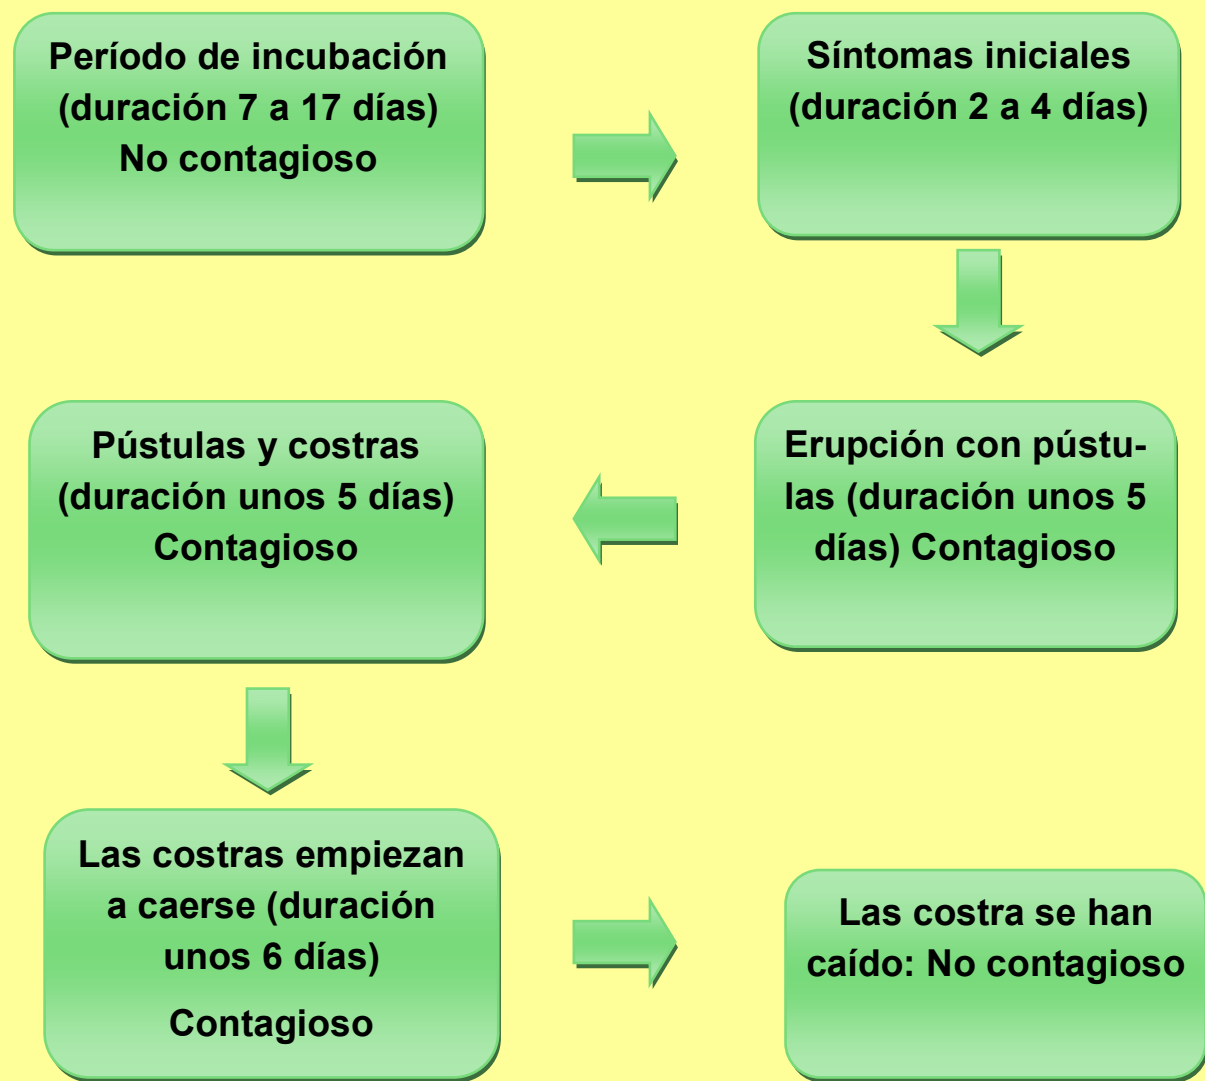 Período de incubación
(duración 7 a 17 días)
No contagioso
Síntomas iniciales
(duración 2 a 4 días)
Erupción con pústu-
las (duración unos 5
días) Contagioso
Pústulas y costras
(duración unos 5 días)
Contagioso
Las costras empiezan
a caerse (duración
unos 6 días)
Contagioso
Las costra se han
caído: No contagioso